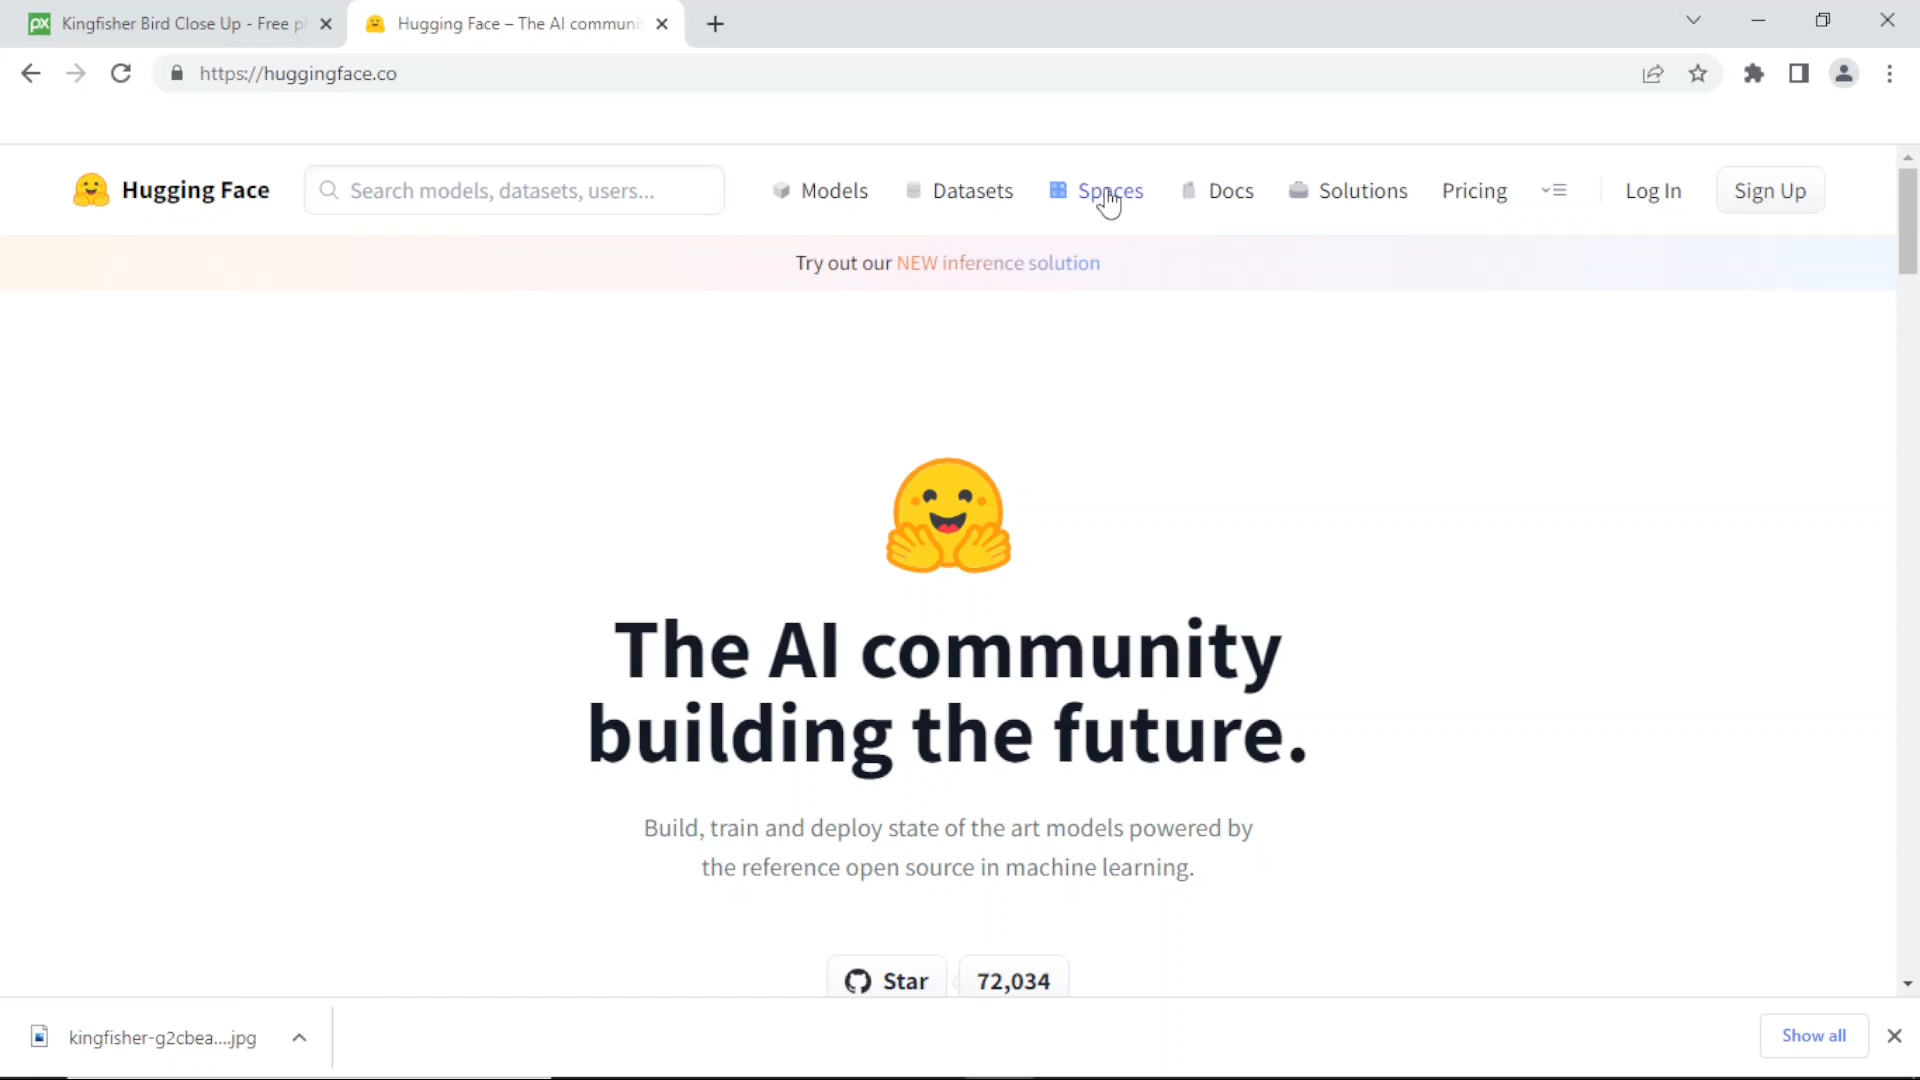 px Kingfisher Bird Close Up - Free p
Hugging Face – The AI communi
https://huggingface.co
Hugging Face
Search models, datasets, users...
Models
Datasets
Spaces
Docs
Solutions
Pricing
Log In
Sign Up
Try out our NEW inference solution
The AI community
building the future.
Build, train and deploy state of the art models powered by
the reference open source in machine learning.
Star
72,034
kingfisher-g2cbea....jpg
Show all